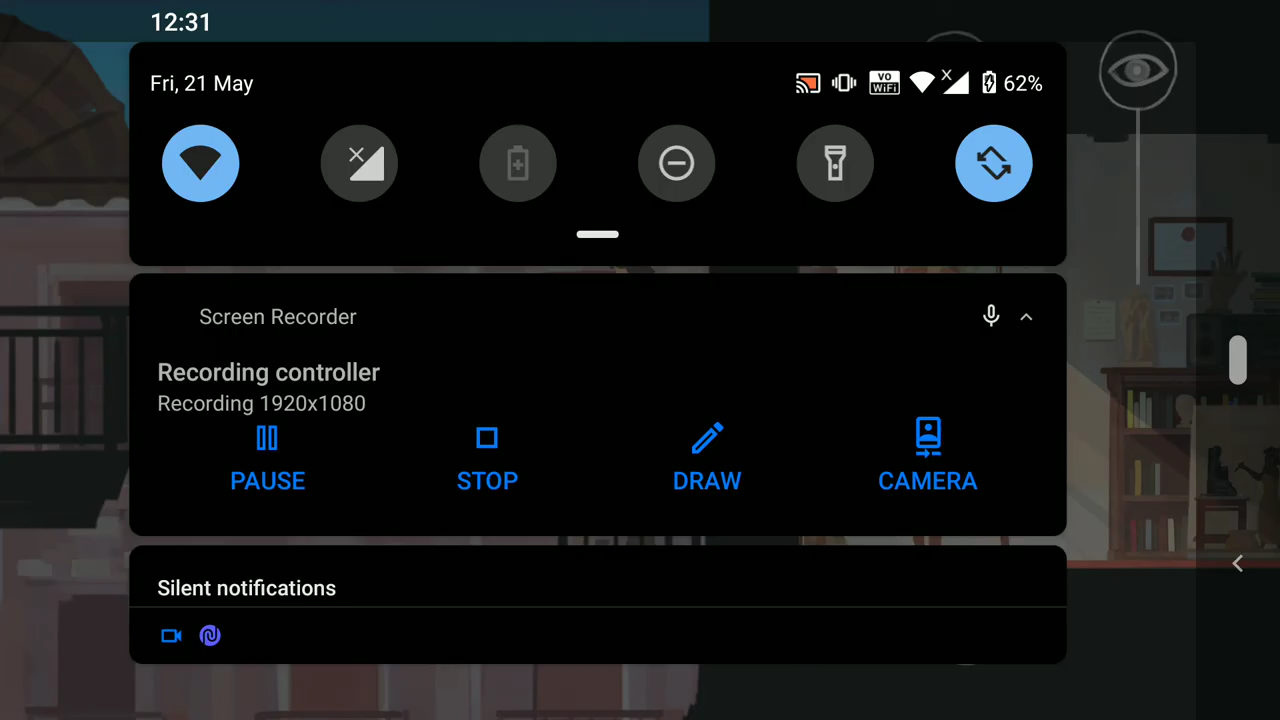 12:31
Fri, 21 May
VO
WiFi
X
62%
Screen Recorder
Recording controller
Recording 1920x1080
PAUSE STOP DRAW CAMERA
Silent notifications